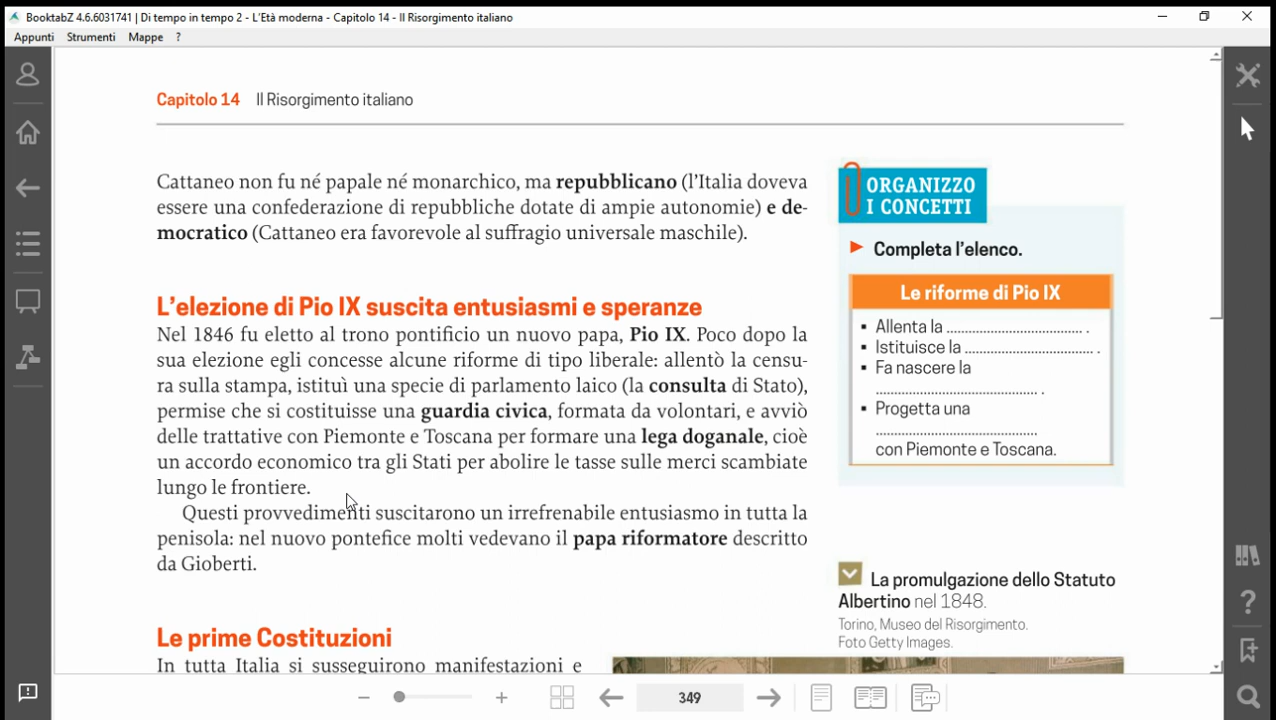 BooktabZ 4.6.6031741 | Di tempo in tempo 2 - L'Età moderna - Capitolo 14 - Il Risorgimento italiano
Appunti Strumenti Mappe ?
Capitolo 14 Il Risorgimento italiano
Cattaneo non fu né papale né monarchico, ma repubblicano (l'Italia doveva
essere una confederazione di repubbliche dotate di ampie autonomie) e de-
mocratico (Cattaneo era favorevole al suffragio universale maschile).
L'elezione di Pio IX suscita entusiasmi e speranze
Nel 1846 fu eletto al trono pontificio un nuovo papa, Pio IX. Poco dopo la
sua elezione egli concesse alcune riforme di tipo liberale: allentò la censu-
ra sulla stampa, istituì una specie di parlamento laico (la consulta di Stato),
permise che si costituisse una guardia civica, formata da volontari, e avviò
delle trattative con Piemonte e Toscana per formare una lega doganale, cioè
un accordo economico tra gli Stati per abolire le tasse sulle merci scambiate
lungo le frontiere.
Questi provvedimenti suscitarono un irrefrenabile entusiasmo in tutta la
penisola: nel nuovo pontefice molti vedevano il papa riformatore descritto
da Gioberti.
Le prime Costituzioni
In tutta Italia si susseguirono manifestazioni e
ORGANIZZO
I CONCETTI
Completa l'elenco.
Le riforme di Pio IX
▪ Allenta la .................................. .
▪ Istituisce la ................................ .
▪ Fa nascere la
........................................ .
▪ Progetta una
........................................
con Piemonte e Toscana.
La promulgazione dello Statuto
Albertino nel 1848.
Torino, Museo del Risorgimento.
Foto Getty Images.
349